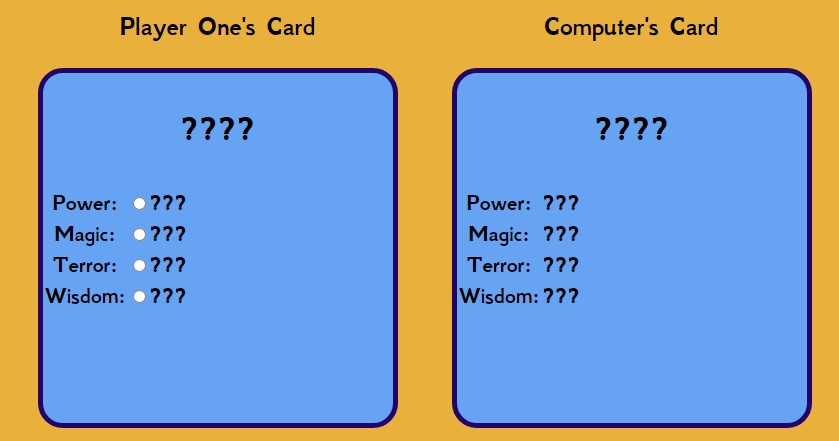 Player One's Card
????
Power: ???
Magic: ???
Terror: ???
Wisdom: ???
Computer's Card
????
Power: ???
Magic: ???
Terror: ???
Wisdom: ???